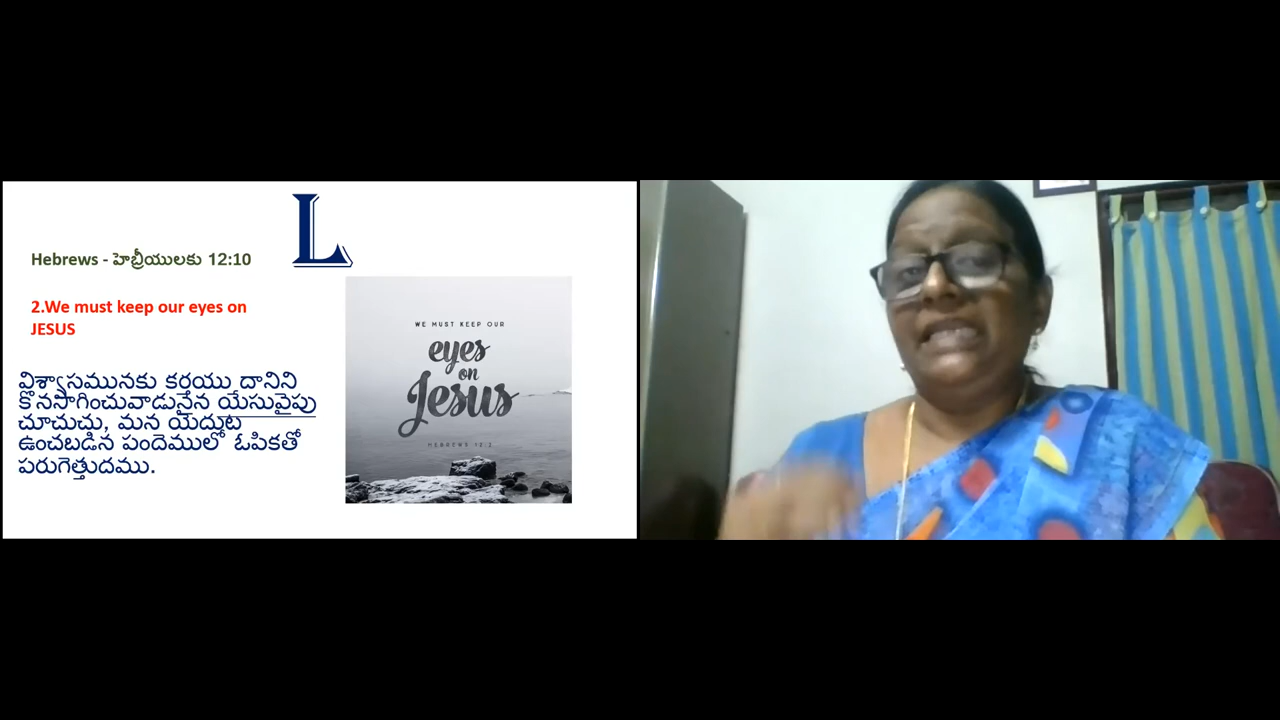 L
Hebrews - హెబ్రీయులకు 12:10
2.We must keep our eyes on
JESUS
విశ్వాసమునకు కర్తయు దానిని
కొనసాగించువాడునైన యేసువైపు
చూచుచు, మన యెదుట
ఉంచబడిన పందెములో ఓపికతో
పరుగెత్తుదము.
WE MUST KEEP OUR
eyes
on
Jesus
HEBREWS 12:2